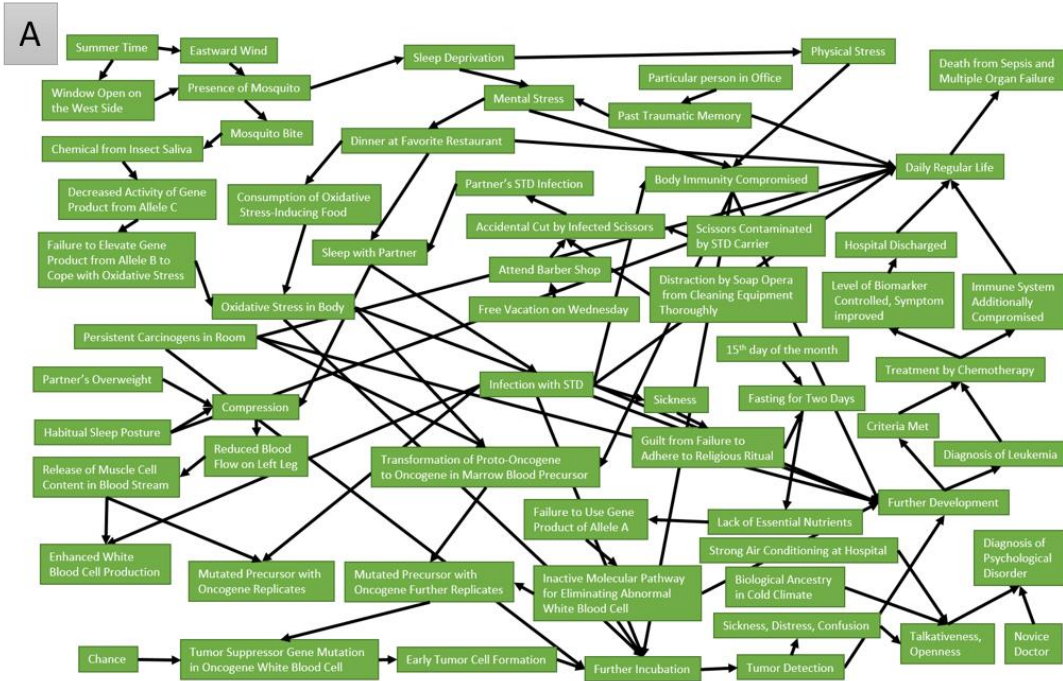 A
Summer Time
Eastward Wind
Sleep Deprivation
Physical Stress
Death from Sepsis and
Multiple Organ Failure
Window Open on
the West Side
Presence of Mosquito
Particular person in Office
Mental Stress
Past Traumatic Memory
Mosquito Bite
Chemical from Insect Saliva
Dinner at Favorite Restaurant
Daily Regular Life
Body Immunity Compromised
Partner's STD Infection
Decreased Activity of Gene
Product from Allele C
Consumption of Oxidative
Stress-Inducing Food
Accidental Cut by Infected Scissors
Scissors Contaminated
by STD Carrier
Hospital Discharged
Failure to Elevate Gene
Product from Allele B to
Cope with Oxidative Stress
Sleep with Partner
Attend Barber Shop
Distraction by Soap Opera
from Cleaning Equipment
Thoroughly
Level of Biomarker
Controlled, Symptom
improved
Immune System
Additionally
Compromised
Oxidative Stress in Body
Free Vacation on Wednesday
Persistent Carcinogens in Room
15th day of the month
Treatment by Chemotherapy
Partner's Overweight
Infection with STD
Sickness
Fasting for Two Days
Compression
Habitual Sleep Posture
Criteria Met
Guilt from Failure to
Adhere to Religious Ritual
Diagnosis of Leukemia
Reduced Blood
Flow on Left Leg
Transformation of Proto-Oncogene
to Oncogene in Marrow Blood Precursor
Release of Muscle Cell
Content in Blood Stream
Further Development
Failure to Use Gene
Product of Allele A
Lack of Essential Nutrients
Enhanced White
Blood Cell Production
Strong Air Conditioning at Hospital
Diagnosis of
Psychological
Disorder
Mutated Precursor with
Oncogene Replicates
Mutated Precursor with
Oncogene Further Replicates
Inactive Molecular Pathway
for Eliminating Abnormal
White Blood Cell
Biological Ancestry
in Cold Climate
Sickness, Distress, Confusion
Talkativeness,
Openness
Novice
Doctor
Chance
Tumor Suppressor Gene Mutation
in Oncogene White Blood Cell
Early Tumor Cell Formation
Further Incubation
Tumor Detection